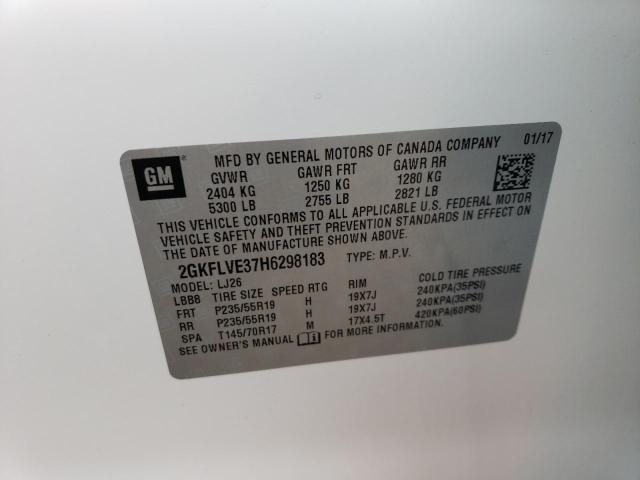 GM
MFD BY GENERAL MOTORS OF CANADA COMPANY 01/17
GVWR GAWR FRT GAWR RR
2404 KG 1250 KG 1280 KG
5300 LB 2755 LB 2821 LB
THIS VEHICLE CONFORMS TO ALL APPLICABLE U.S. FEDERAL MOTOR
VEHICLE SAFETY AND THEFT PREVENTION STANDARDS IN EFFECT ON
THE DATE OF MANUFACTURE SHOWN ABOVE.
2GKFLVE37H6298183 TYPE: M.P.V.
MODEL: LJ26
LBBB TIRE SIZE SPEED RTG RIM COLD TIRE PRESSURE
FRT P235/55R19 H 19X7J 240KPA(35PSI)
RR P235/55R19 H 19X7J 240KPA(35PSI)
SPA T145/70R17 M 17X4.5T 420KPA(60PSI)
SEE OWNER'S MANUAL FOR MORE INFORMATION